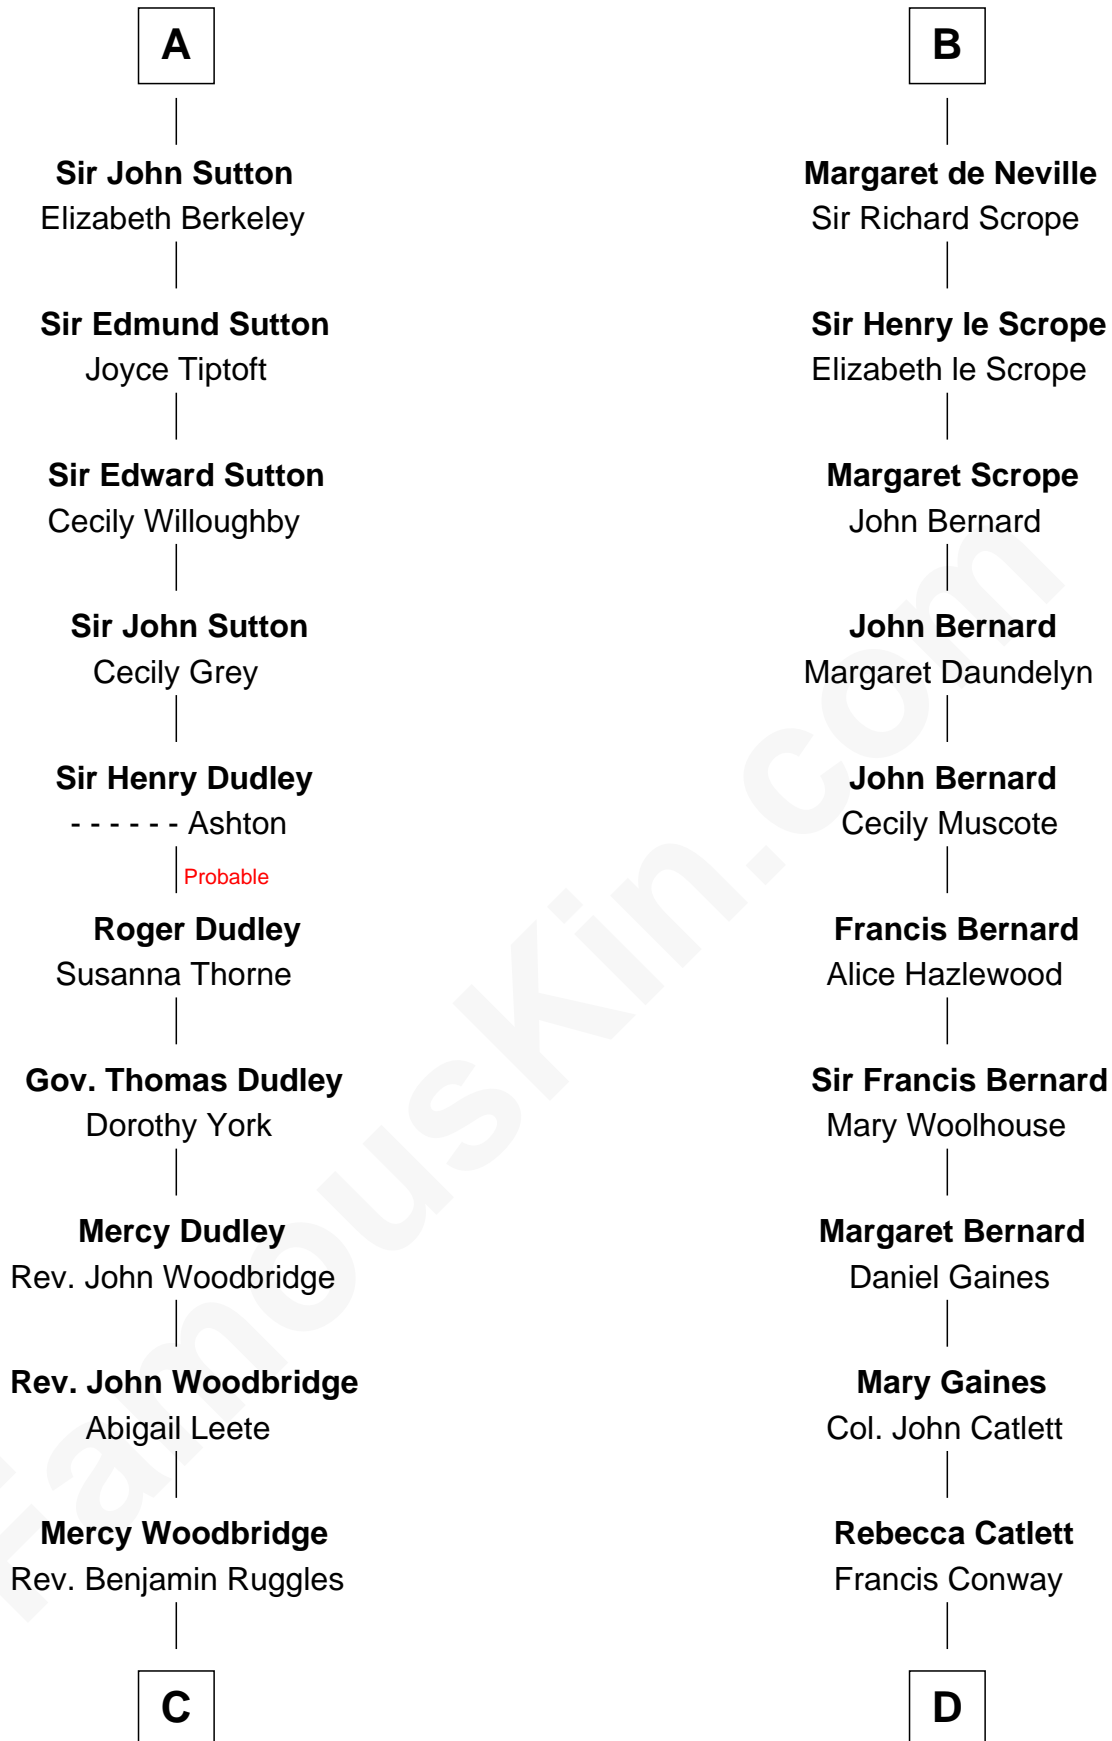 A
Sir John Sutton
Elizabeth Berkeley
Sir Edmund Sutton
Joyce Tiptoft
Sir Edward Sutton
Cecily Willoughby
Sir John Sutton
Cecily Grey
Sir Henry Dudley
- - - - - - Ashton
Probable
Roger Dudley
Susanna Thorne
Gov. Thomas Dudley
Dorothy York
Mercy Dudley
Rev. John Woodbridge
Rev. John Woodbridge
Abigail Leete
Mercy Woodbridge
Rev. Benjamin Ruggles
C
B
Margaret de Neville
Sir Richard Scrope
Sir Henry le Scrope
Elizabeth le Scrope
Margaret Scrope
John Bernard
John Bernard
Margaret Daundelyn
John Bernard
Cecily Muscote
Francis Bernard
Alice Hazlewood
Sir Francis Bernard
Mary Woolhouse
Margaret Bernard
Daniel Gaines
Mary Gaines
Col. John Catlett
Rebecca Catlett
Francis Conway
D
FamousKin.com